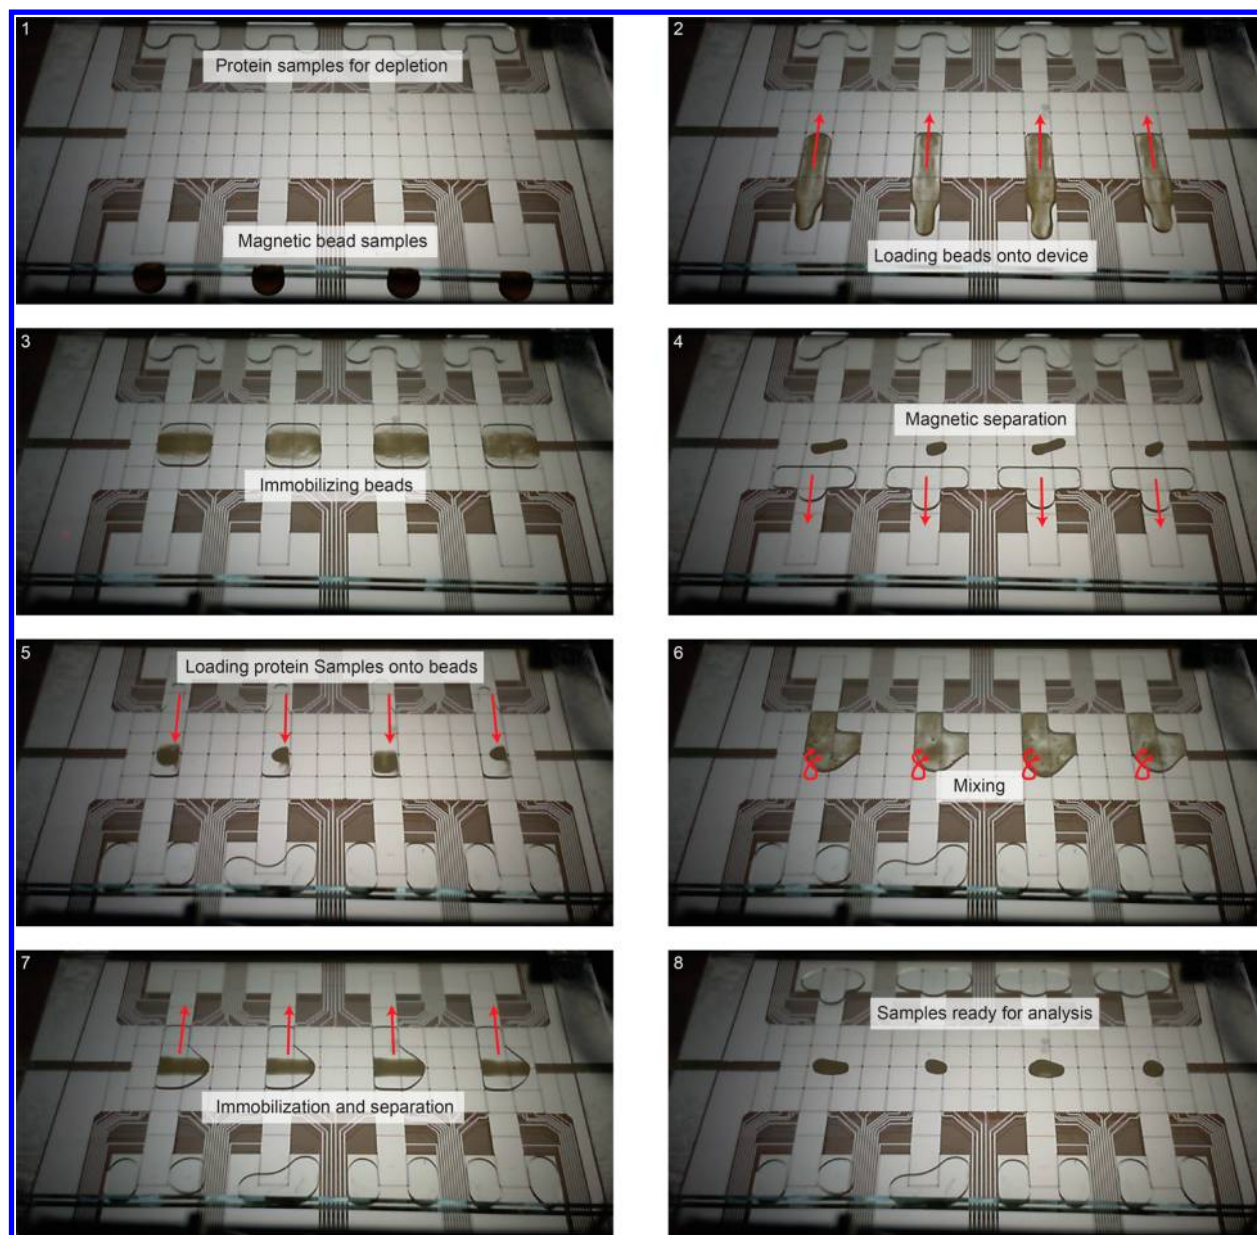 1
Protein samples for depletion
Magnetic bead samples
2
Loading beads onto device
3
Immobilizing beads
4
Magnetic separation
5
Loading protein Samples onto beads
6
Mixing
7
Immobilization and separation
8
Samples ready for analysis